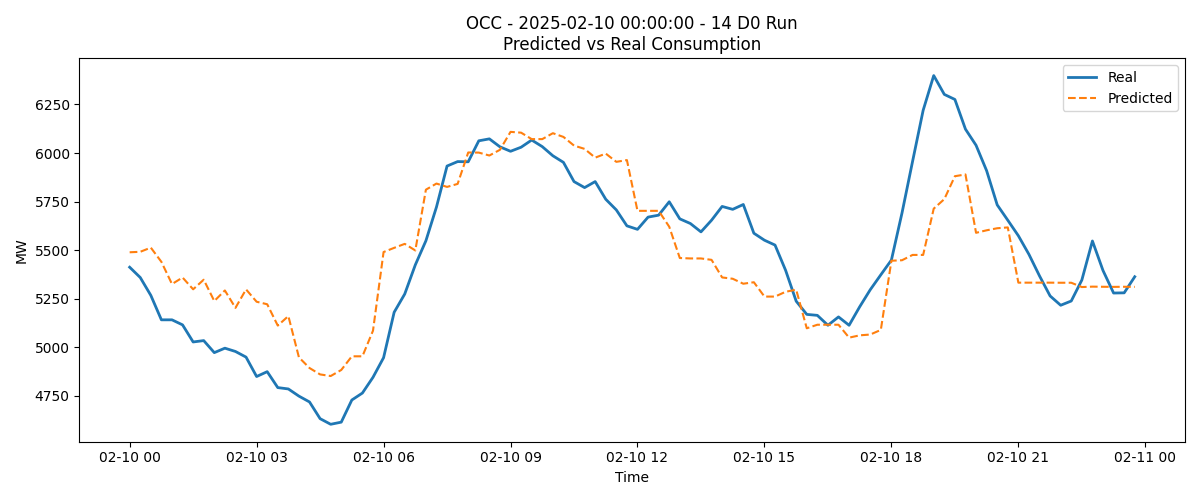 OCC - 2025-02-10 00:00:00 - 14 D0 Run
Predicted vs Real Consumption
Real
Predicted
MW
6250
6000
5750
5500
5250
5000
4750
02-10 00
02-10 03
02-10 06
02-10 09
02-10 12
02-10 15
02-10 18
02-10 21
02-11 00
Time